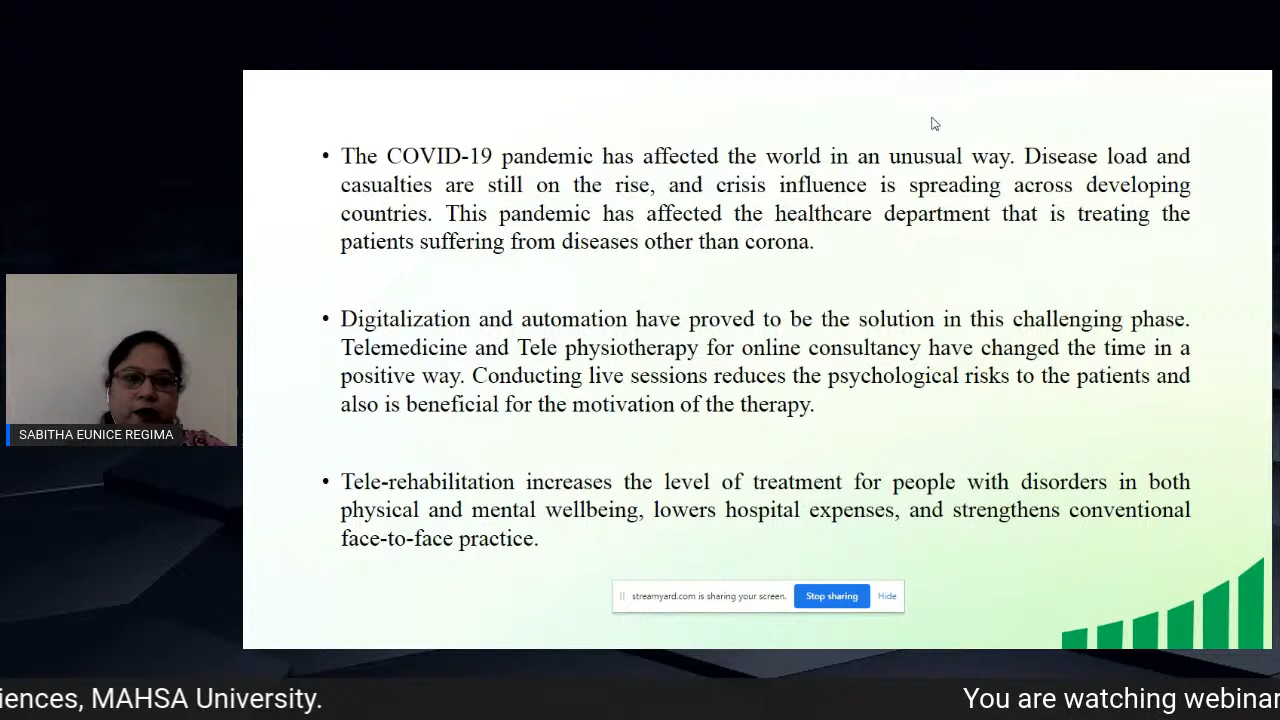 • The COVID-19 pandemic has affected the world in an unusual way. Disease load and
casualties are still on the rise, and crisis influence is spreading across developing
countries. This pandemic has affected the healthcare department that is treating the
patients suffering from diseases other than corona.
• Digitalization and automation have proved to be the solution in this challenging phase.
Telemedicine and Tele physiotherapy for online consultancy have changed the time in a
positive way. Conducting live sessions reduces the psychological risks to the patients and
also is beneficial for the motivation of the therapy.
• Tele-rehabilitation increases the level of treatment for people with disorders in both
physical and mental wellbeing, lowers hospital expenses, and strengthens conventional
face-to-face practice.
SABITHA EUNICE REGIMA
streamyard.com is sharing your screen. Stop sharing Hide
iences, MAHSA University. You are watching webinar